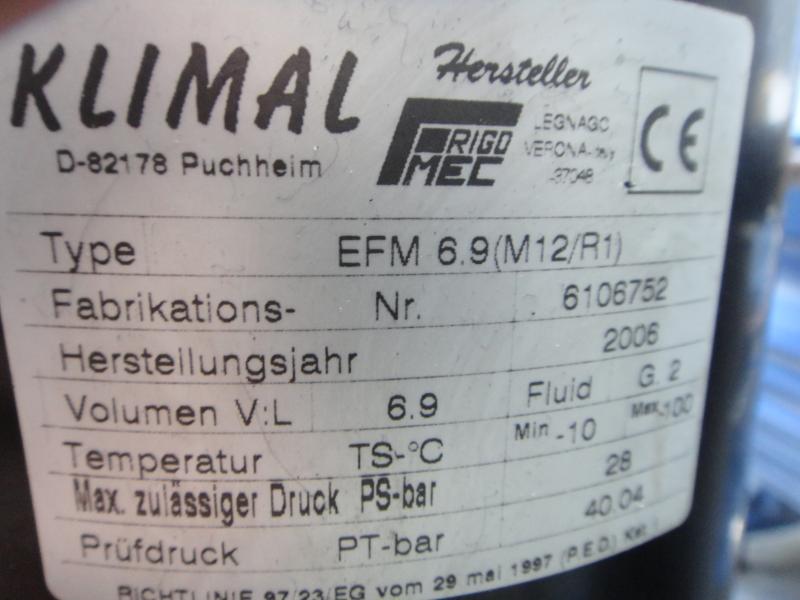 KLIMAL
D-82178 Puchheim
Hersteller
FRIGO
MEC
LEGNAGO
VERONA-
-37048
CE
Type EFM 6.9(M12/R1)
Fabrikations- Nr. 6106752
Herstellungsjahr 2006
Volumen V:L 6.9 Fluid G. 2
Temperatur TS-°C Min -10 Max -100
Max. zulässiger Druck PS-bar 28
Prüfdruck PT-bar 40.04
RICHTLINIE 97/23/EG vom 29 mai 1997 (P.E.D.) Kat.